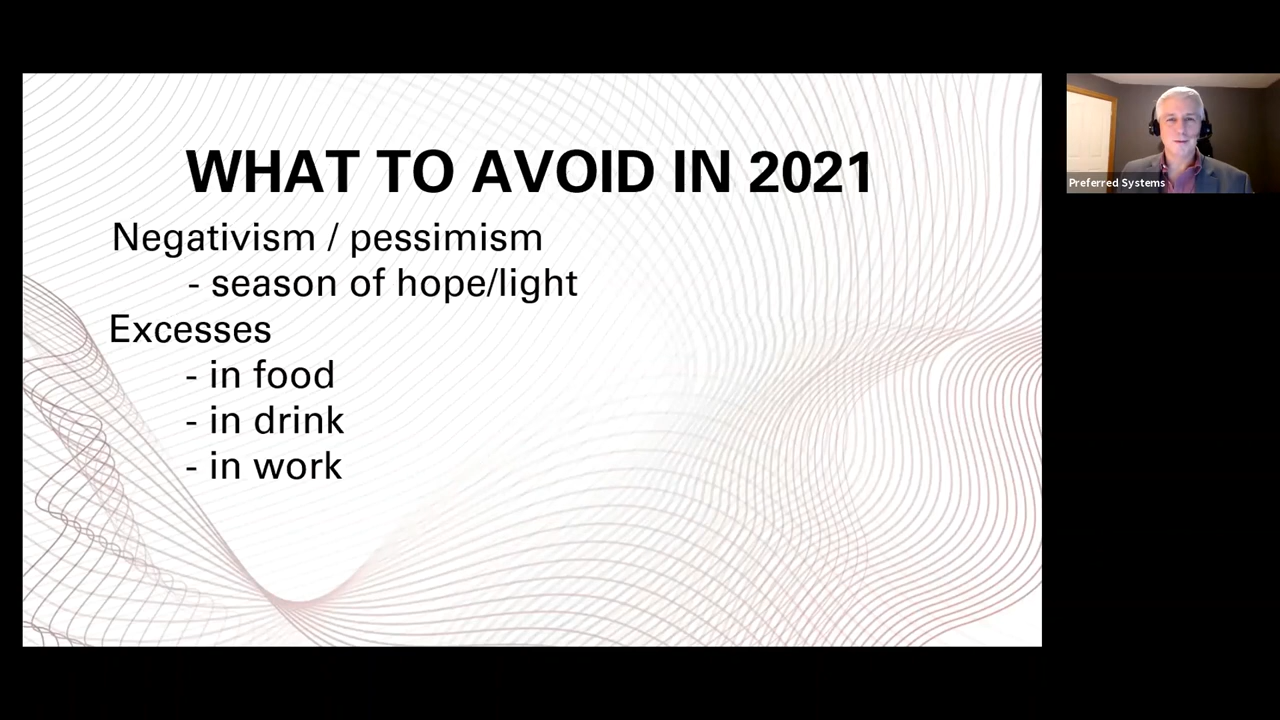 WHAT TO AVOID IN 2021
Negativism / pessimism
- season of hope/light
Excesses
- in food
- in drink
- in work
Preferred Systems